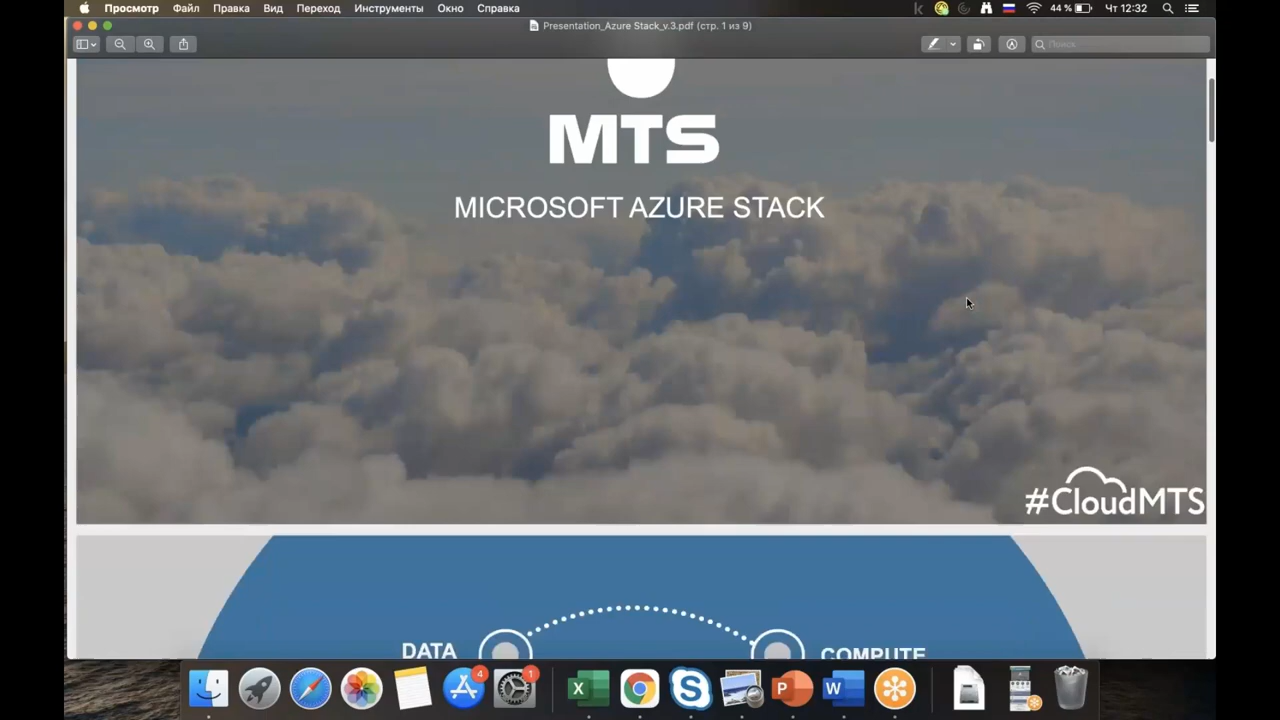 Просмотр Файл Правка Вид Переход Инструменты Окно Справка 44 % Чт 12:32
Presentation_Azure Stack_v.3.pdf (стр. 1 из 9)
Поиск
MTS
MICROSOFT AZURE STACK
#CloudMTS
DATA COMPUTE
4 1
X S P W